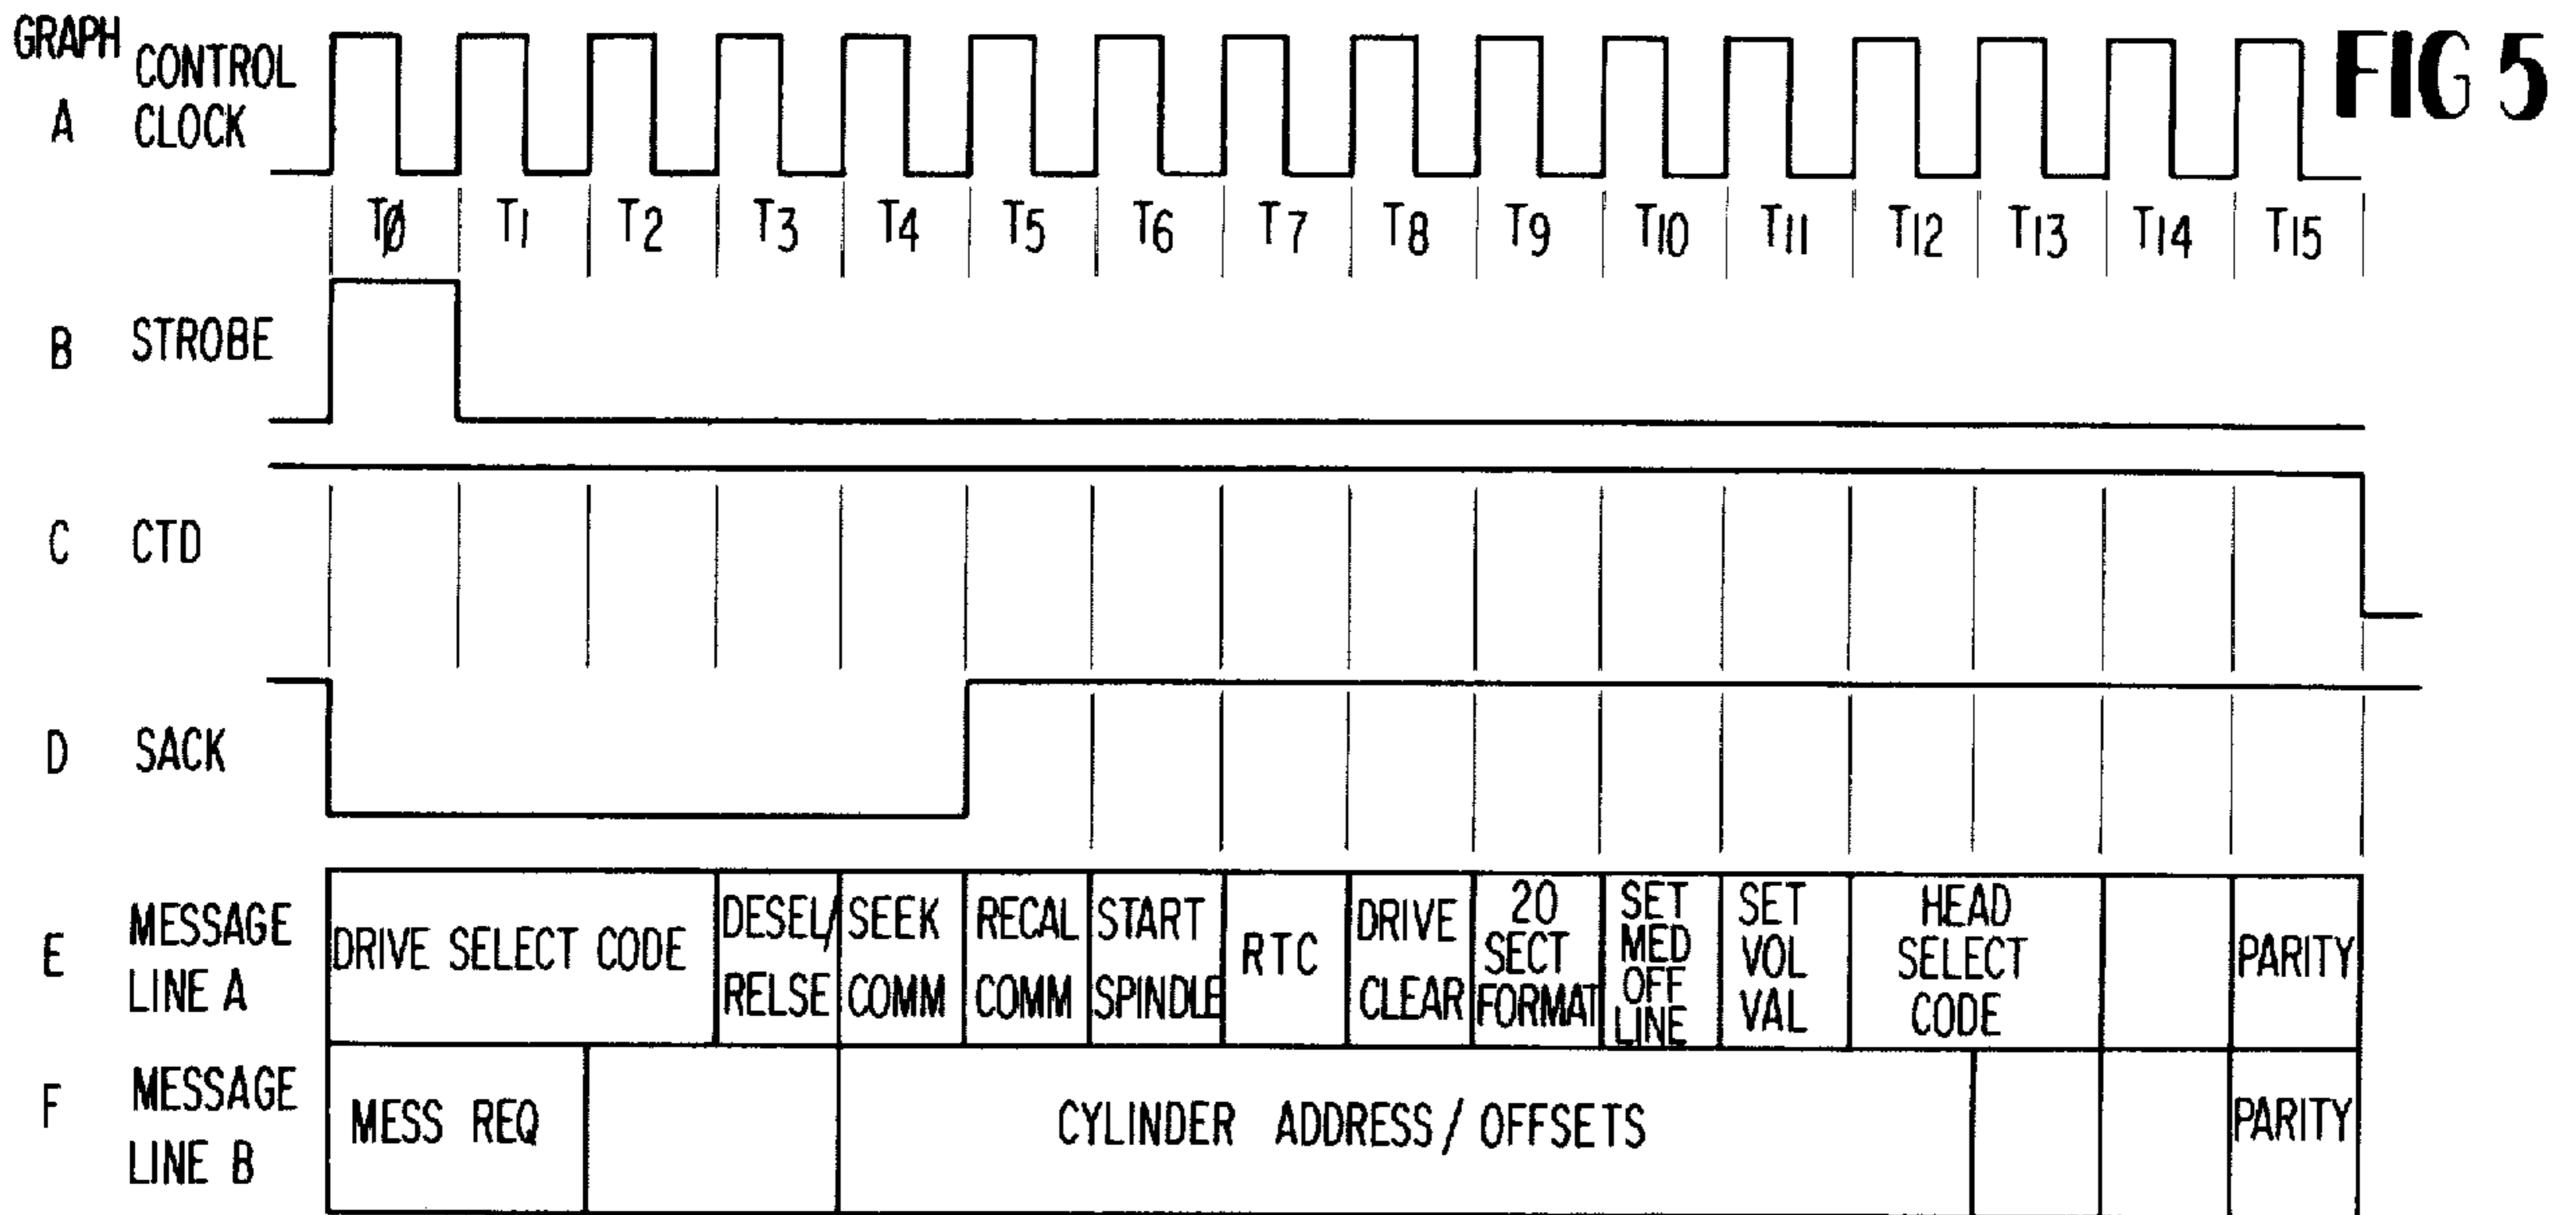 GRAPH
FIG 5
A CONTROL
CLOCK
TØ T1 T2 T3 T4 T5 T6 T7 T8 T9 T10 T11 T12 T13 T14 T15
B STROBE
C CTD
D SACK
E MESSAGE
LINE A
DRIVE SELECT CODE
DESEL/
RELSE
SEEK
COMM
RECAL
COMM
START
SPINDLE
RTC
DRIVE
CLEAR
20
SECT
FORMAT
SET
MED
OFF
LINE
SET
VOL
VAL
HEAD
SELECT
CODE
PARITY
F MESSAGE
LINE B
MESS REQ
CYLINDER ADDRESS / OFFSETS
PARITY